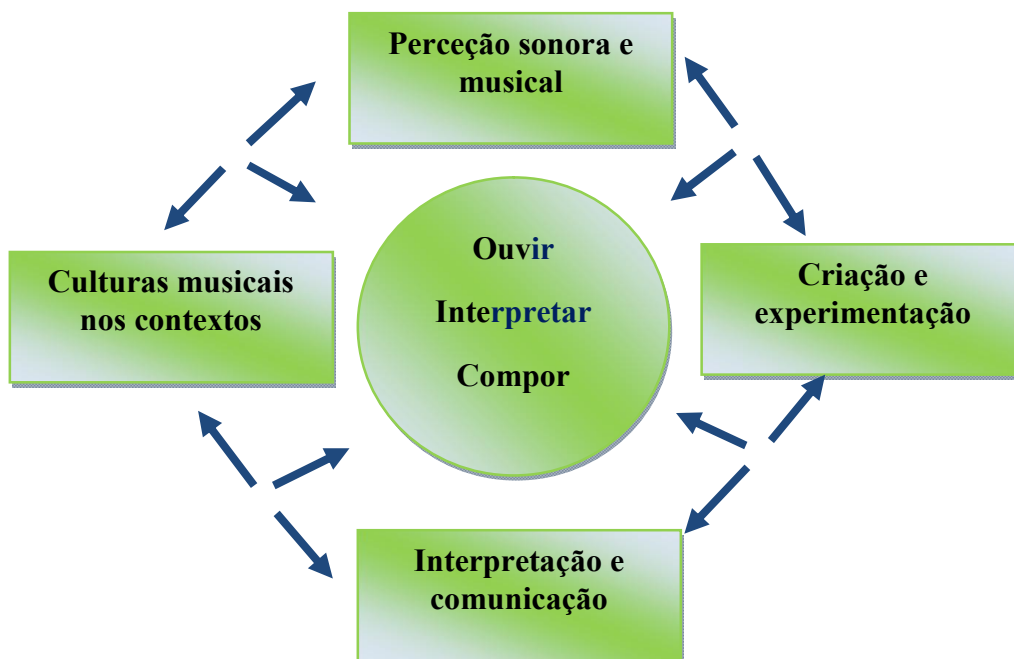 Perceção sonora e
musical
Culturas musicais
nos contextos
Ouvir
Interpretar
Compor
Criação e
experimentação
Interpretação e
comunicação